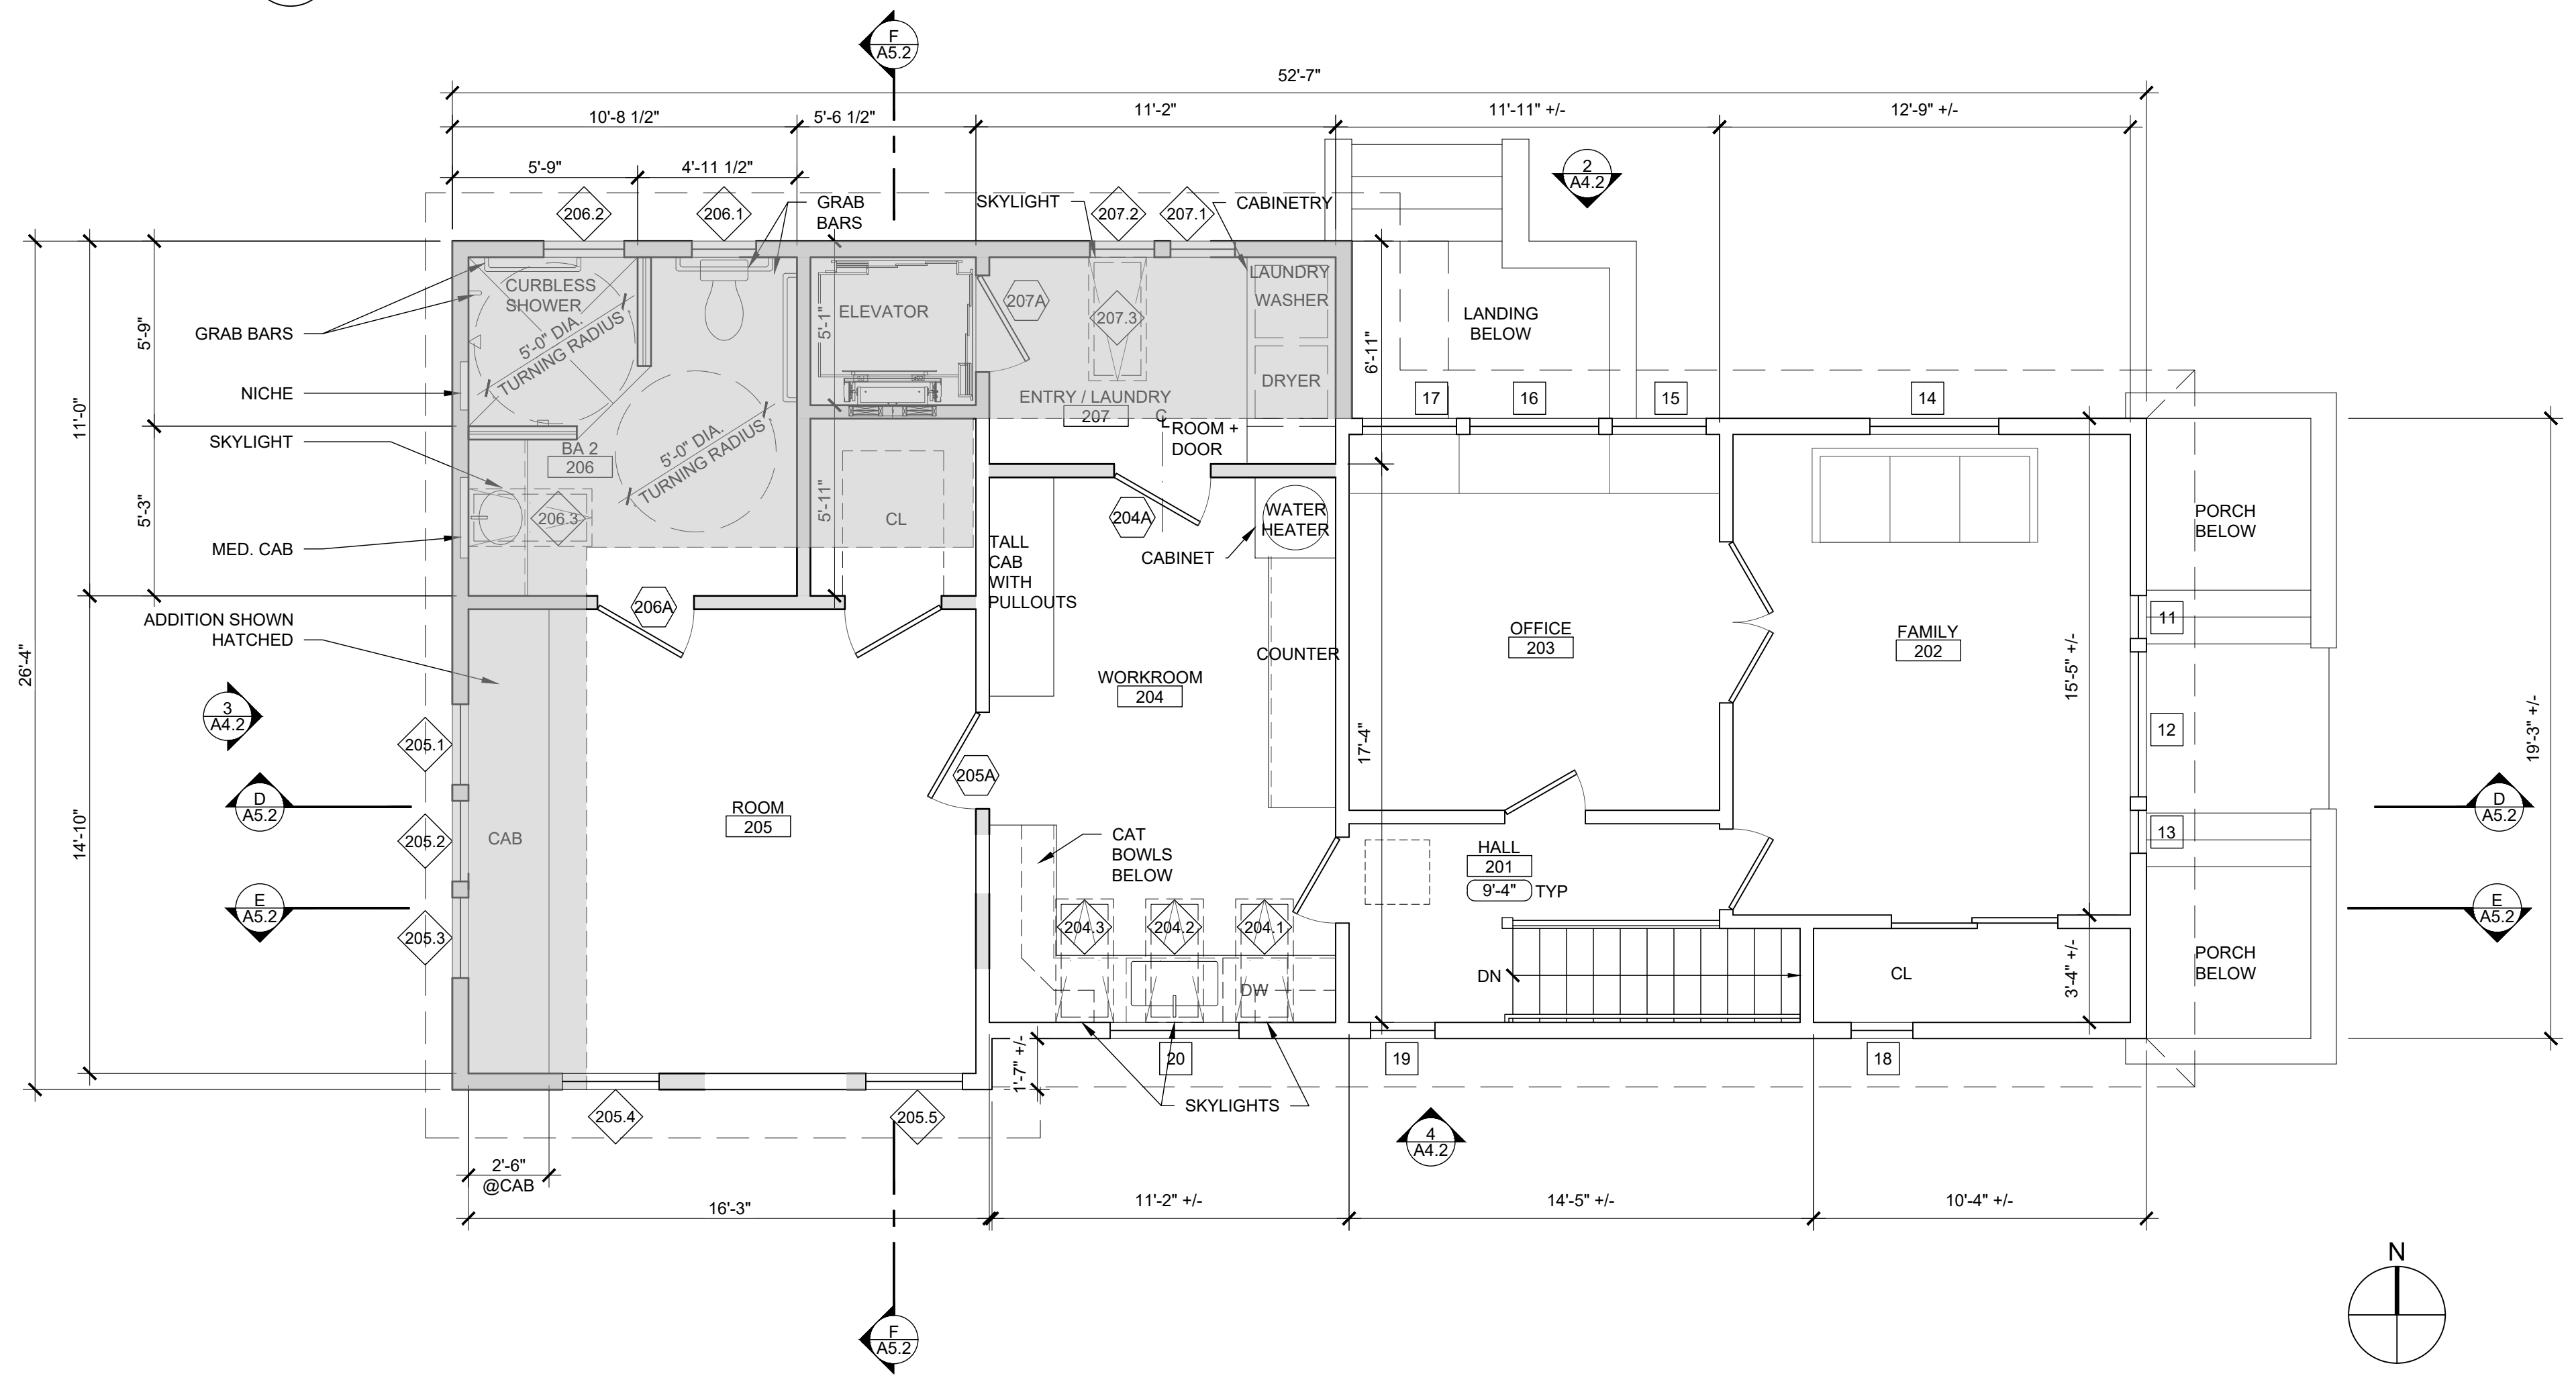 F
A5.2
52'-7"
10'-8 1/2"
5'-6 1/2"
11'-2"
11'-11" +/-
12'-9" +/-
5'-9"
4'-11 1/2"
2
A4.2
206.2
206.1
GRAB
BARS
SKYLIGHT
207.2
207.1
CABINETRY
CURBLESS
SHOWER
5'-0" DIA.
TURNING RADIUS
ELEVATOR
5'-1"
207A
207.3
LAUNDRY
WASHER
DRYER
LANDING
BELOW
6'-11"
GRAB BARS
5'-9"
NICHE
11'-0"
SKYLIGHT
ENTRY / LAUNDRY
207
CL
ROOM +
DOOR
17
16
15
14
BA 2
206
5'-0" DIA.
TURNING RADIUS
5'-3"
206.3
5'-11"
CL
204A
WATER
HEATER
CABINET
PORCH
BELOW
MED. CAB
TALL
CAB
WITH
PULLOUTS
206A
ADDITION SHOWN
HATCHED
11
OFFICE
203
FAMILY
202
26'-4"
COUNTER
WORKROOM
204
15'-5" +/-
3
A4.2
205.1
17'-4"
12
19'-3" +/-
205A
D
A5.2
ROOM
205
D
A5.2
14'-10"
205.2
CAB
CAT
BOWLS
BELOW
HALL
201
9'-4" TYP
13
E
A5.2
205.3
204.3
204.2
204.1
E
A5.2
DW
DN
CL
3'-4" +/-
PORCH
BELOW
1'-7" +/-
20
19
18
205.4
205.5
SKYLIGHTS
4
A4.2
2'-6"
@CAB
16'-3"
11'-2" +/-
14'-5" +/-
10'-4" +/-
N
F
A5.2